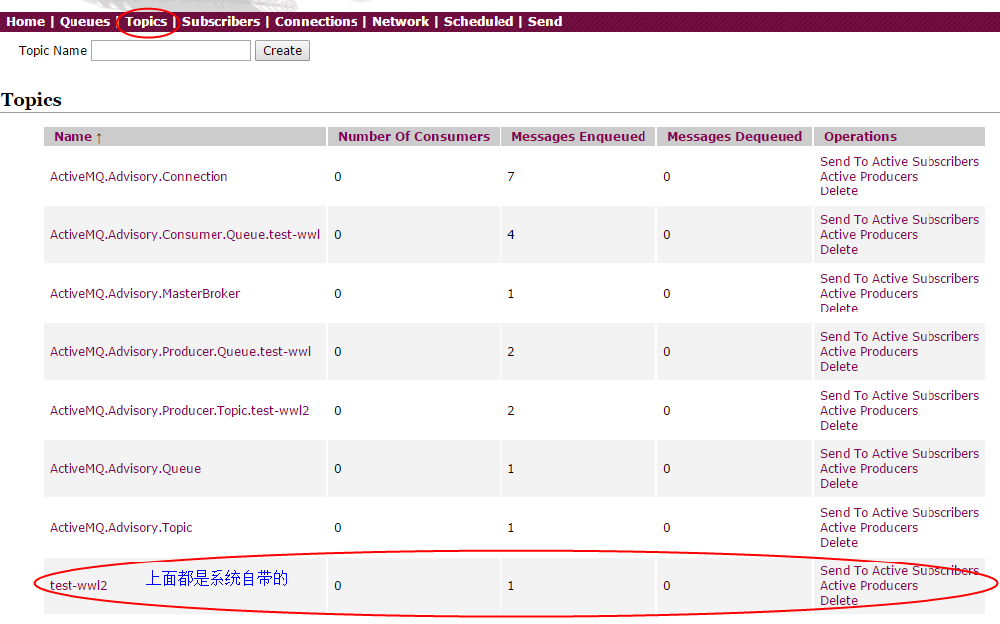 Home | Queues | Topics | Subscribers | Connections | Network | Scheduled | Send
Topic Name Create
Topics
Name ↑ Number Of Consumers Messages Enqueued Messages Dequeued Operations
ActiveMQ.Advisory.Connection 0 7 0 Send To Active Subscribers
Active Producers
Delete
ActiveMQ.Advisory.Consumer.Queue.test-wwl 0 4 0 Send To Active Subscribers
Active Producers
Delete
ActiveMQ.Advisory.MasterBroker 0 1 0 Send To Active Subscribers
Active Producers
Delete
ActiveMQ.Advisory.Producer.Queue.test-wwl 0 2 0 Send To Active Subscribers
Active Producers
Delete
ActiveMQ.Advisory.Producer.Topic.test-wwl2 0 2 0 Send To Active Subscribers
Active Producers
Delete
ActiveMQ.Advisory.Queue 0 1 0 Send To Active Subscribers
Active Producers
Delete
ActiveMQ.Advisory.Topic 0 1 0 Send To Active Subscribers
Active Producers
Delete
test-wwl2 上面都是系统自带的 0 1 0 Send To Active Subscribers
Active Producers
Delete